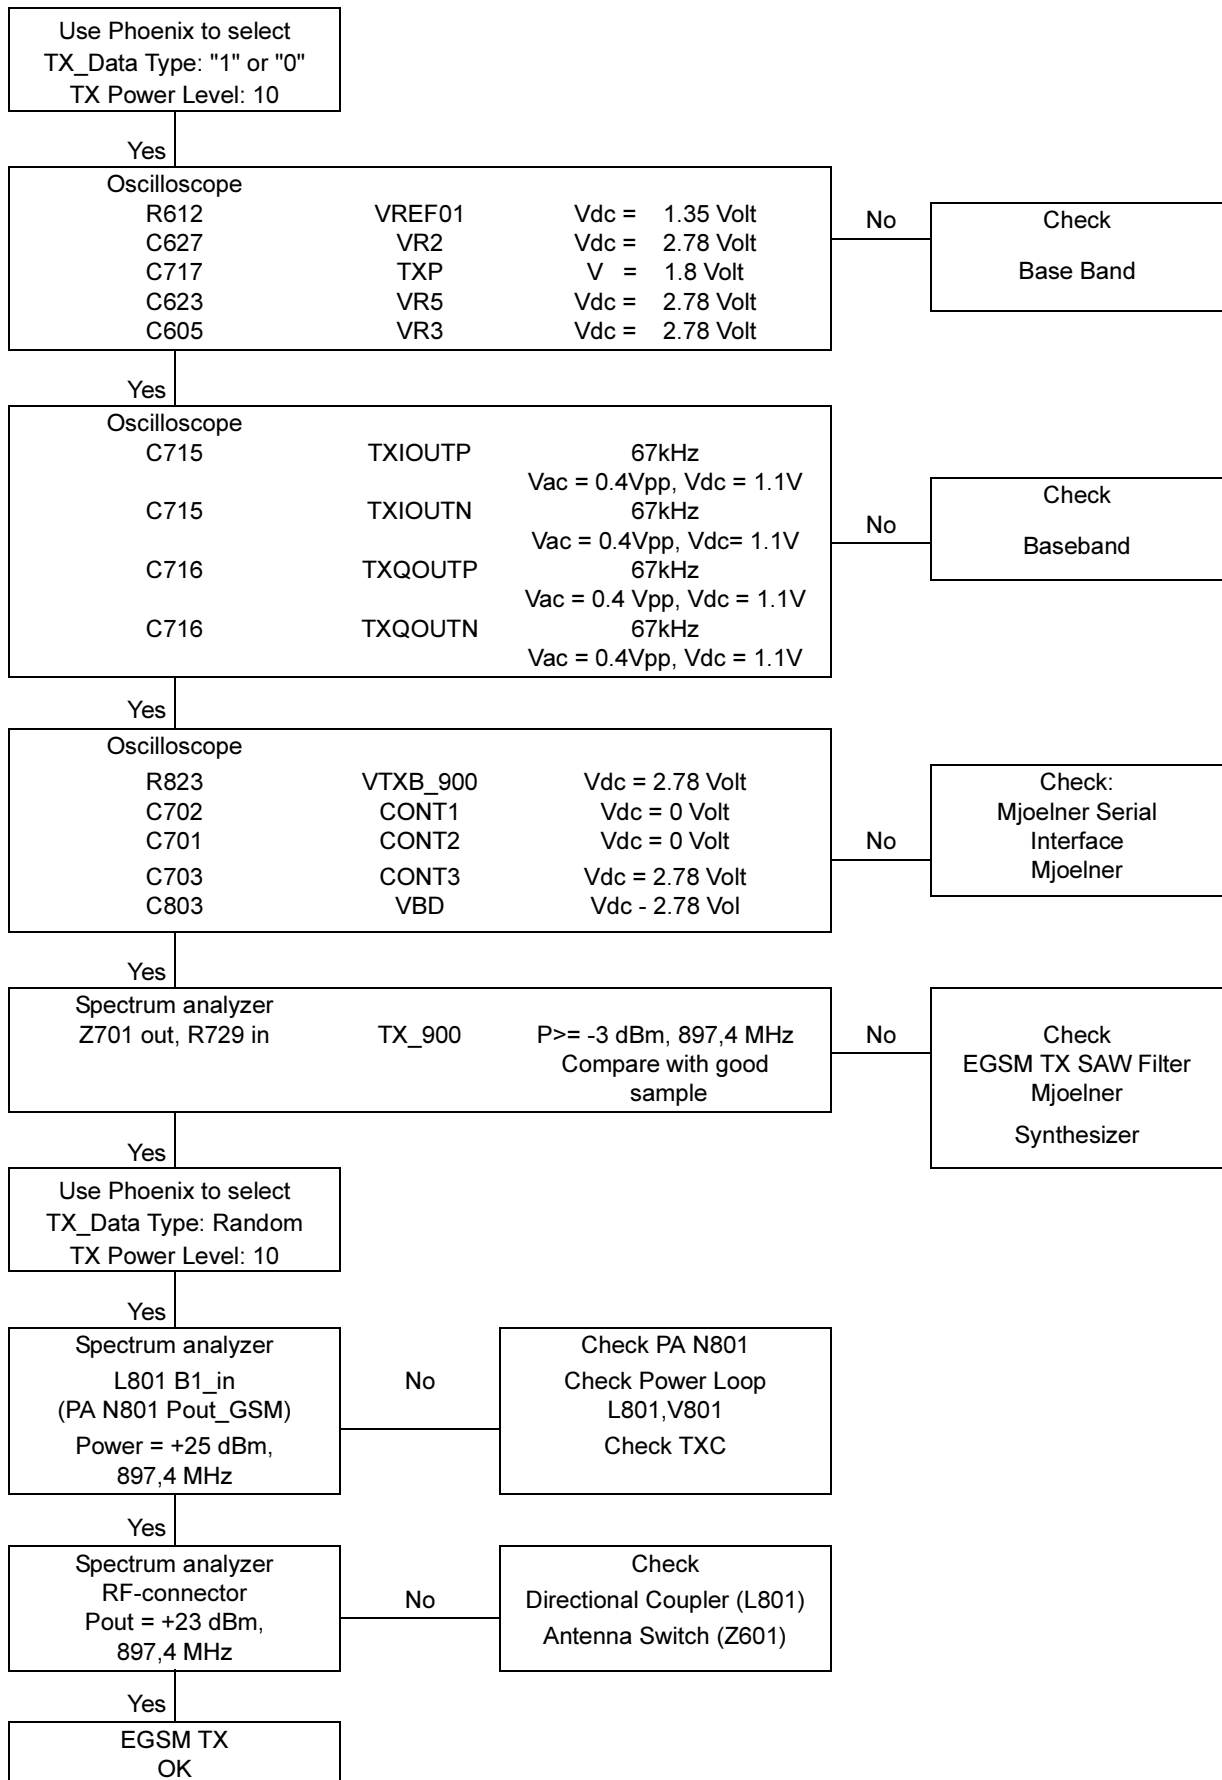 Use Phoenix to select
TX_Data Type: "1" or "0"
TX Power Level: 10
Yes
Oscilloscope
R612 VREF01 Vdc = 1.35 Volt
C627 VR2 Vdc = 2.78 Volt
C717 TXP V = 1.8 Volt
C623 VR5 Vdc = 2.78 Volt
C605 VR3 Vdc = 2.78 Volt
No
Check
Base Band
Yes
Oscilloscope
C715 TXIOUTP 67kHz
Vac = 0.4Vpp, Vdc = 1.1V
C715 TXIOUTN 67kHz
Vac = 0.4Vpp, Vdc= 1.1V
C716 TXQOUTP 67kHz
Vac = 0.4 Vpp, Vdc = 1.1V
C716 TXQOUTN 67kHz
Vac = 0.4Vpp, Vdc = 1.1V
No
Check
Baseband
Yes
Oscilloscope
R823 VTXB_900 Vdc = 2.78 Volt
C702 CONT1 Vdc = 0 Volt
C701 CONT2 Vdc = 0 Volt
C703 CONT3 Vdc = 2.78 Volt
C803 VBD Vdc - 2.78 Vol
No
Check:
Mjoelner Serial
Interface
Mjoelner
Yes
Spectrum analyzer
Z701 out, R729 in TX_900 P>= -3 dBm, 897,4 MHz
Compare with good
sample
No
Check
EGSM TX SAW Filter
Mjoelner
Synthesizer
Yes
Use Phoenix to select
TX_Data Type: Random
TX Power Level: 10
Yes
Spectrum analyzer
L801 B1_in
(PA N801 Pout_GSM)
Power = +25 dBm,
897,4 MHz
No
Check PA N801
Check Power Loop
L801,V801
Check TXC
Yes
Spectrum analyzer
RF-connector
Pout = +23 dBm,
897,4 MHz
No
Check
Directional Coupler (L801)
Antenna Switch (Z601)
Yes
EGSM TX
OK